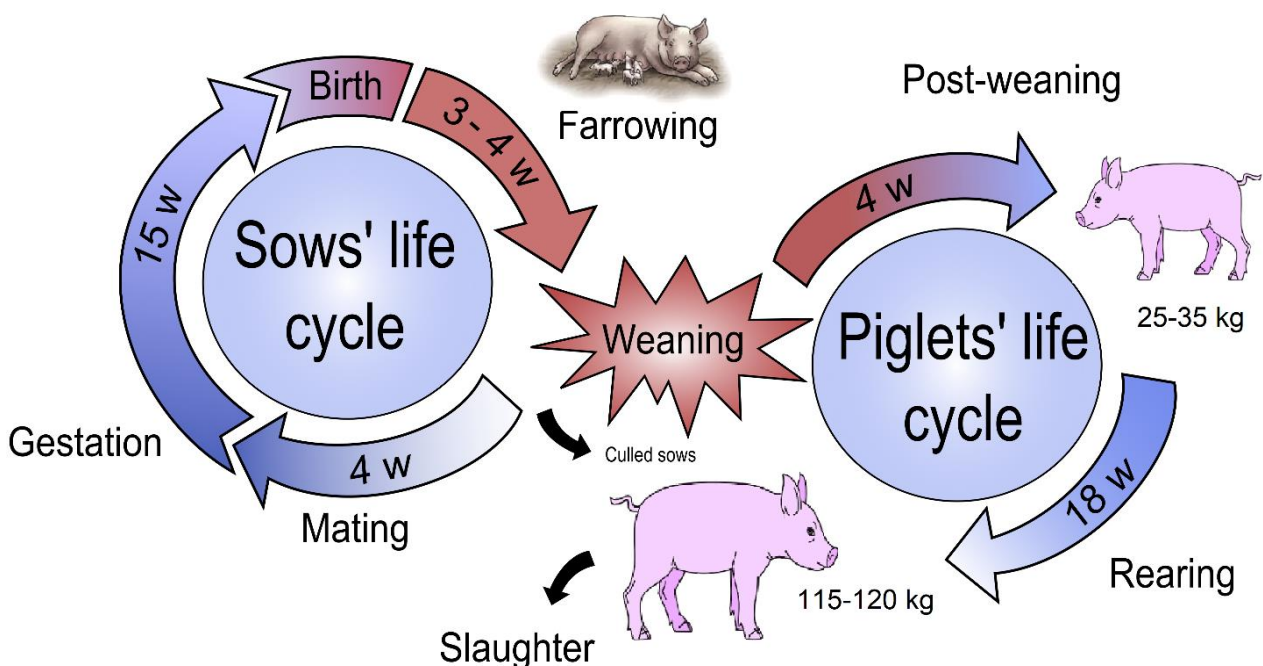 Birth
3 - 4 w
Farrowing
15 w
Sows' life
cycle
Gestation
4 w
Mating
Weaning
Culled sows
Slaughter
Post-weaning
4 w
25-35 kg
Piglets' life
cycle
18 w
Rearing
115-120 kg